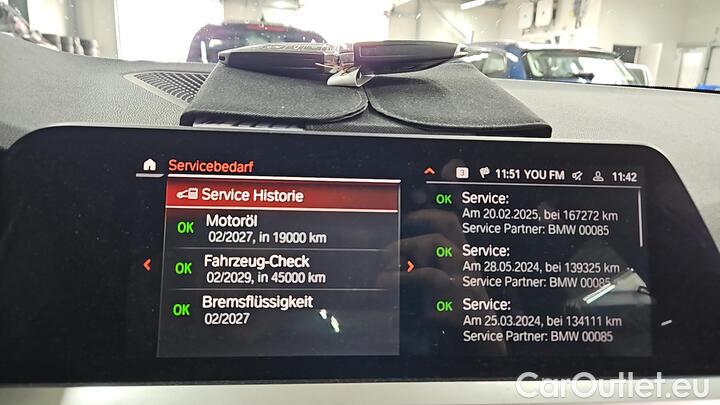 Servicebedarf
3 11:51 YOU FM 11:42
Service Historie
OK Motoröl
02/2027, in 19000 km
OK Fahrzeug-Check
02/2029, in 45000 km
OK Bremsflüssigkeit
02/2027
OK Service:
Am 20.02.2025, bei 167272 km
Service Partner: BMW 00085
OK Service:
Am 28.05.2024, bei 139325 km
Service Partner: BMW 00085
OK Service:
Am 25.03.2024, bei 134111 km
Service Partner: BMW 00085
CarOutlet.eu